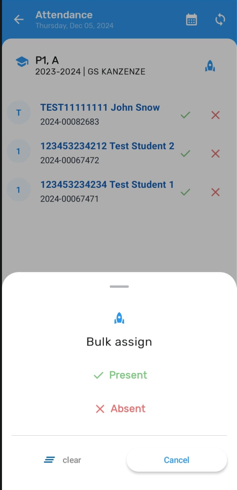 Attendance
Thursday, Dec 05, 2024
P1, A
2023-2024 | GS KANZENZE
T
TEST11111111 John Snow
2024-00082683
1
123453234212 Test Student 2
2024-00067472
1
123453234234 Test Student 1
2024-00067471
Bulk assign
Present
Absent
clear
Cancel